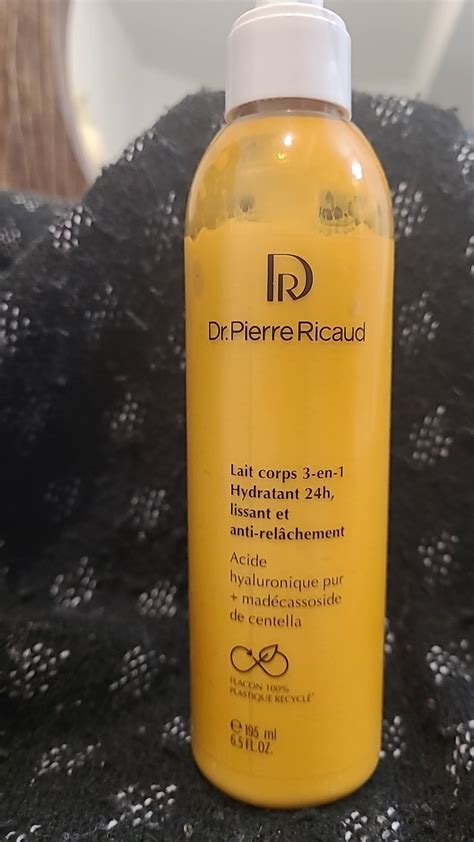 DR
Dr.Pierre Ricaud
Lait corps 3-en-1
Hydratant 24h,
lissant et
anti-relâchement
Acide
hyaluronique pur
+ madécassoside
de centella
FLACON 100%
PLASTIQUE RECYCLÉ*
℮ 195 ml
6.5 FL.OZ.